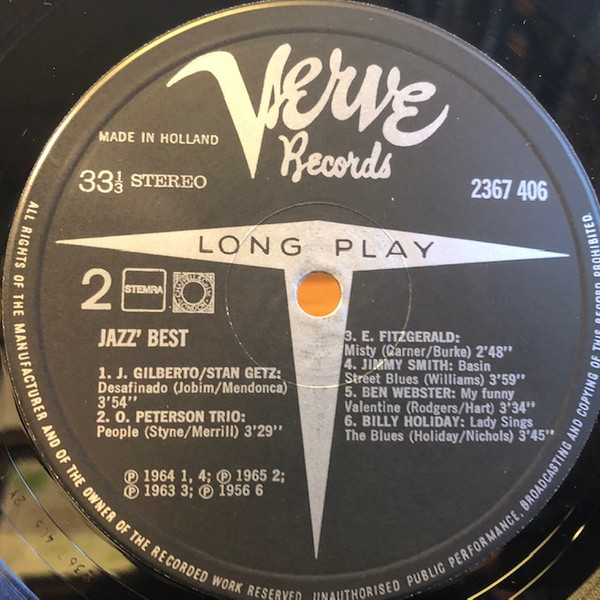 Verve
Records
MADE IN HOLLAND
33⅓ STEREO
2367 406
LONG PLAY
2
STEMRA
JAZZ' BEST
1. J. GILBERTO/STAN GETZ:
Desafinado (Jobim/Mendonca)
3'54"
2. O. PETERSON TRIO:
People (Styne/Merrill) 3'29"
3. E. FITZGERALD:
Misty (Garner/Burke) 2'48"
4. JIMMY SMITH: Basin
Street Blues (Williams) 3'59"
5. BEN WEBSTER: My funny
Valentine (Rodgers/Hart) 3'34"
6. BILLY HOLIDAY: Lady Sings
The Blues (Holiday/Nichols) 3'45"
℗ 1964 1, 4; ℗ 1965 2;
℗ 1963 3; ℗ 1956 6
ALL RIGHTS OF THE MANUFACTURER AND OF THE OWNER OF THE RECORDED WORK RESERVED. UNAUTHORISED PUBLIC PERFORMANCE, BROADCASTING AND COPYING OF THIS RECORD PROHIBITED.